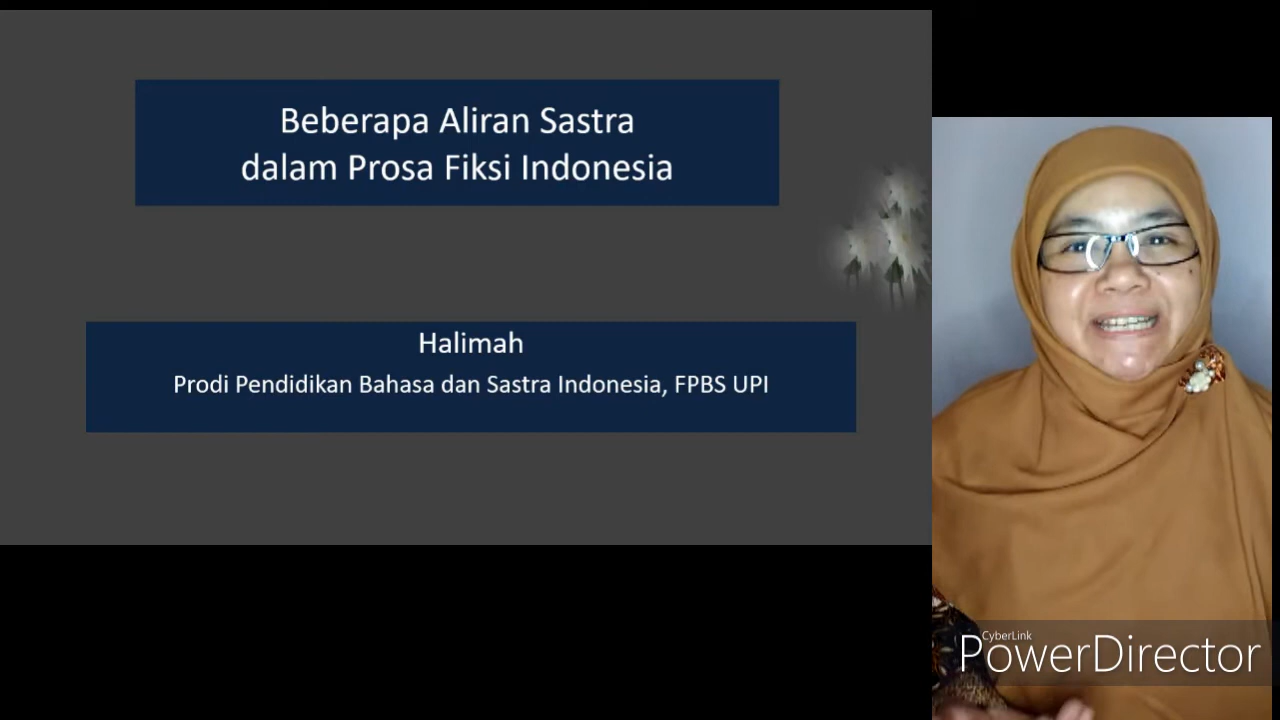 Beberapa Aliran Sastra
dalam Prosa Fiksi Indonesia
Halimah
Prodi Pendidikan Bahasa dan Sastra Indonesia, FPBS UPI
CyberLink
PowerDirector